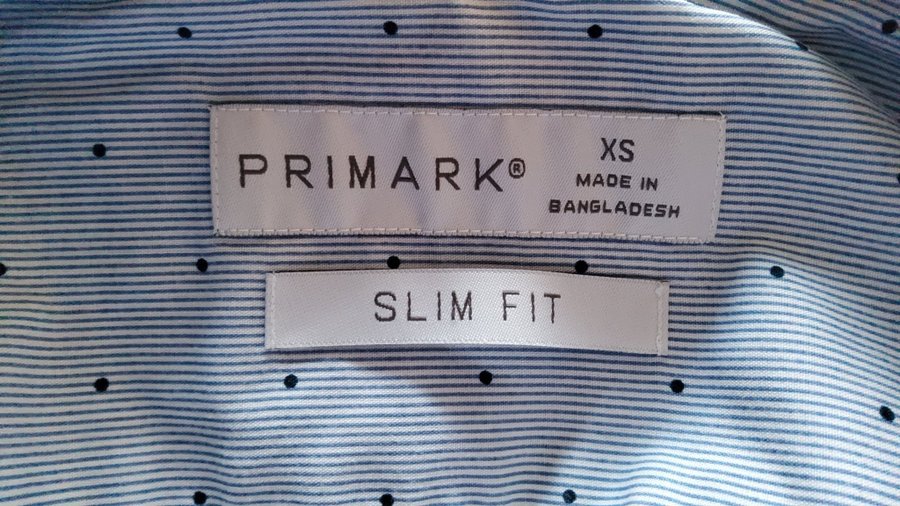 PRIMARK®
XS
MADE IN
BANGLADESH
SLIM FIT